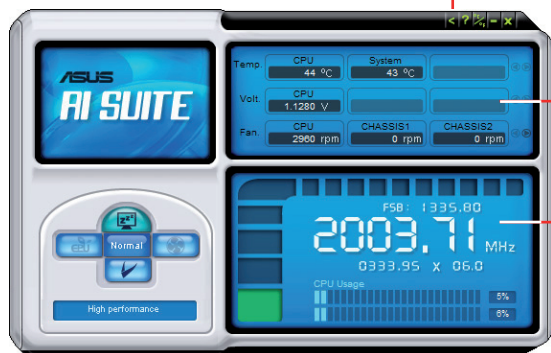 < ? °C/°F − x
ASUS
AI SUITE
Temp. CPU 44 °C System 43 °C
Volt. CPU 1.1280 V
Fan. CPU 2960 rpm CHASSIS1 0 rpm CHASSIS2 0 rpm
zzz
Normal
High performance
FSB: 1335.80
2003.71 MHz
0333.95 x 06.0
CPU Usage
5%
6%